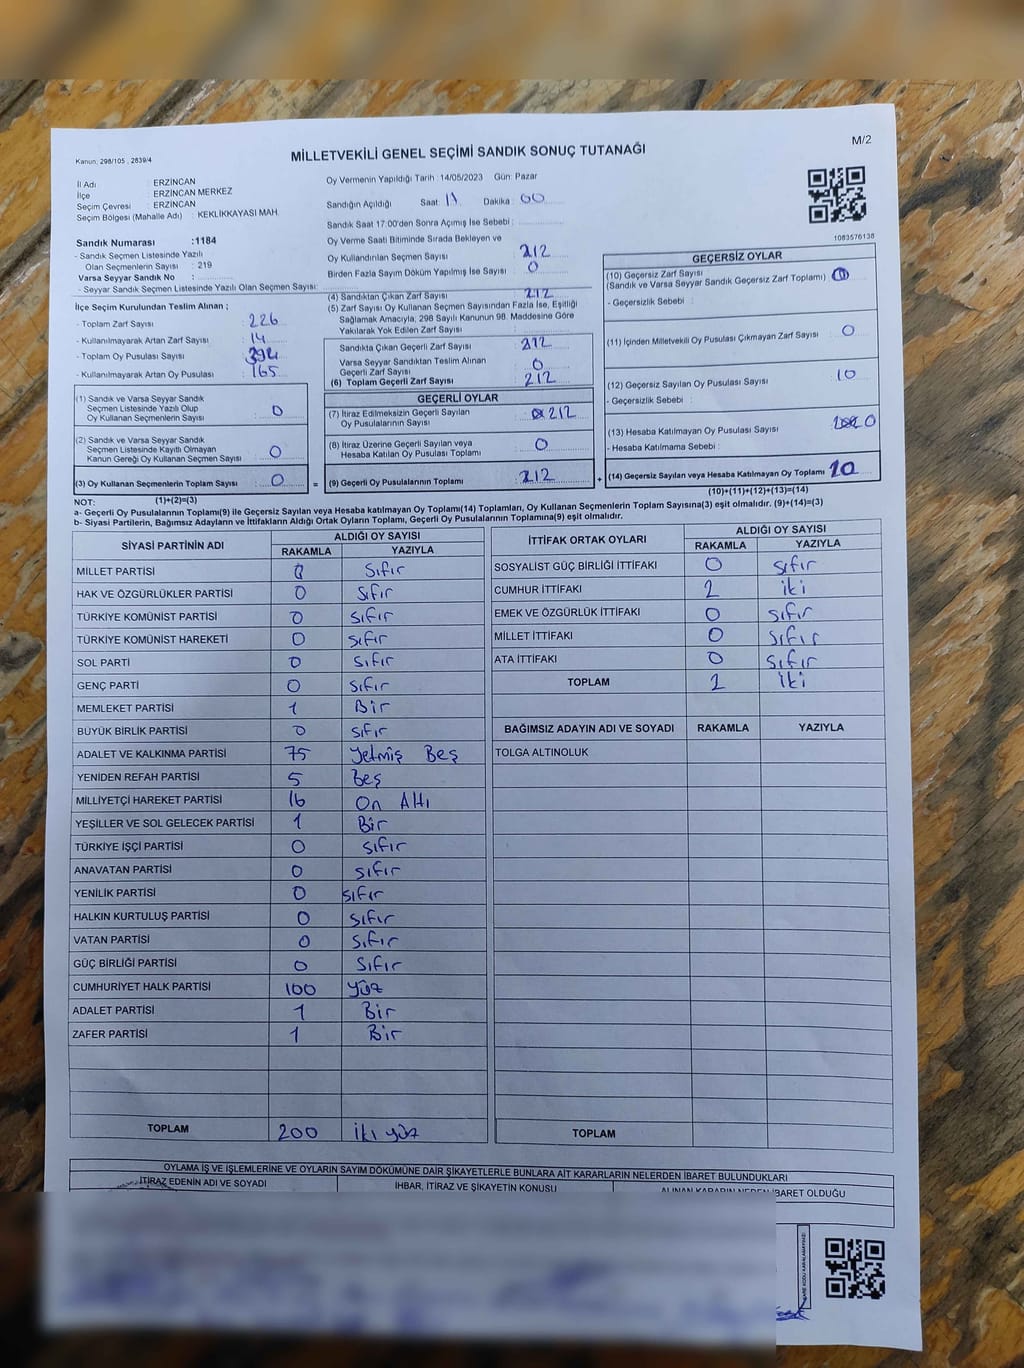 M/2
Kanun, 298/105 , 2839/4
MİLLETVEKİLİ GENEL SEÇİMİ SANDIK SONUÇ TUTANAĞI
İl Adı : ERZİNCAN
İlçe : ERZİNCAN MERKEZ
Seçim Çevresi : ERZİNCAN
Seçim Bölgesi (Mahalle Adı) : KEKLİKKAYASI MAH.
Sandık Numarası :1184
- Sandık Seçmen Listesinde Yazılı
Olan Seçmenlerin Sayısı : 219
Varsa Seyyar Sandık No :
- Seyyar Sandık Seçmen Listesinde Yazılı Olan Seçmen Sayısı:
Oy Vermenin Yapıldığı Tarih : 14/05/2023 Gün: Pazar
Sandığın Açıldığı Saat: 11 Dakika: 00
Sandık Saat 17:00'den Sonra Açımış İse Sebebi :
Oy Verme Saati Bitiminde Sırada Bekleyen ve
Oy Kullandırılan Seçmen Sayısı : 212
Birden Fazla Sayım Döküm Yapılmış İse Sayısı : 0
1083576138
İlçe Seçim Kurulundan Teslim Alınan ;
- Toplam Zarf Sayısı : 226
- Kullanılmayarak Artan Zarf Sayısı : 14
- Toplam Oy Pusulası Sayısı
- Kullanılmayarak Artan Oy Pusulası : 165
(1) Sandık ve Varsa Seyyar Sandık
Seçmen Listesinde Yazılı Olup
Oy Kullanan Seçmenlerin Sayısı : 0
(2) Sandık ve Varsa Seyyar Sandık
Seçmen Listesinde Kayıtlı Olmayan
Kanun Gereği Oy Kullanan Seçmen Sayısı : 0
(3) Oy Kullanan Seçmenlerin Toplam Sayısı : 0
(1)+(2)=(3)
(4) Sandıktan Çıkan Zarf Sayısı : 212
(5) Zarf Sayısı Oy Kullanan Seçmen Sayısından Fazla İse, Eşitliği
Sağlamak Amacıyla, 298 Sayılı Kanunun 98. Maddesine Göre
Yakılarak Yok Edilen Zarf Sayısı :
Sandıkta Çıkan Geçerli Zarf Sayısı : 212
Varsa Seyyar Sandıktan Teslim Alınan
Geçerli Zarf Sayısı : 0
(6) Toplam Geçerli Zarf Sayısı : 212
GEÇERLİ OYLAR
(7) İtiraz Edilmeksizin Geçerli Sayılan
Oy Pusulalarının Sayısı : 212
(8) İtiraz Üzerine Geçerli Sayılan veya
Hesaba Katılan Oy Pusulası Toplamı : 0
= (9) Geçerli Oy Pusulalarının Toplamı : 212 +
GEÇERSİZ OYLAR
(10) Geçersiz Zarf Sayısı
(Sandık ve Varsa Seyyar Sandık Geçersiz Zarf Toplamı) : 0
- Geçersizlik Sebebi :
(11) İçinden Milletvekili Oy Pusulası Çıkmayan Zarf Sayısı : 0
(12) Geçersiz Sayılan Oy Pusulası Sayısı : 10
- Geçersizlik Sebebi :
(13) Hesaba Katılmayan Oy Pusulası Sayısı : 0
- Hesaba Katılmama Sebebi :
(14) Geçersiz Sayılan veya Hesaba Katılmayan Oy Toplamı : 10
(10)+(11)+(12)+(13)=(14)
NOT:
a- Geçerli Oy Pusulalarının Toplamı(9) ile Geçersiz Sayılan veya Hesaba Katılmayan Oy Toplamı(14) Toplamları, Oy Kullanan Seçmenlerin Toplam Sayısına(3) eşit olmalıdır. (9)+(14)=(3)
b- Siyasi Partilerin, Bağımsız Adayların ve İttifakların Aldığı Ortak Oyların Toplamı, Geçerli Oy Pusulalarının Toplamına(9) eşit olmalıdır.
SİYASİ PARTİNİN ADI ALDIĞI OY SAYISI
RAKAMLA YAZIYLA
MİLLET PARTİSİ 0 Sıfır
HAK VE ÖZGÜRLÜKLER PARTİSİ 0 Sıfır
TÜRKİYE KOMÜNİST PARTİSİ 0 sıfır
TÜRKİYE KOMÜNİST HAREKETİ 0 sıfır
SOL PARTİ 0 Sıfır
GENÇ PARTİ 0 sıfır
MEMLEKET PARTİSİ 1 Bir
BÜYÜK BİRLİK PARTİSİ 0 sıfır
ADALET VE KALKINMA PARTİSİ 75 Yetmiş Beş
YENİDEN REFAH PARTİSİ 5 Beş
MİLLİYETÇİ HAREKET PARTİSİ 16 On Altı
YEŞİLLER VE SOL GELECEK PARTİSİ 1 Bir
TÜRKİYE İŞÇİ PARTİSİ 0 sıfır
ANAVATAN PARTİSİ 0 sıfır
YENİLİK PARTİSİ 0 sıfır
HALKIN KURTULUŞ PARTİSİ 0 sıfır
VATAN PARTİSİ 0 Sıfır
GÜÇ BİRLİĞİ PARTİSİ 0 Sıfır
CUMHURİYET HALK PARTİSİ 100 Yüz
ADALET PARTİSİ 1 Bir
ZAFER PARTİSİ 1 Bir
TOPLAM 200 İki yüz
İTTİFAK ORTAK OYLARI ALDIĞI OY SAYISI
RAKAMLA YAZIYLA
SOSYALİST GÜÇ BİRLİĞİ İTTİFAKI 0 sıfır
CUMHUR İTTİFAKI 2 iki
EMEK VE ÖZGÜRLÜK İTTİFAKI 0 sıfır
MİLLET İTTİFAKI 0 sıfır
ATA İTTİFAKI 0 sıfır
TOPLAM 2 iki
BAĞIMSIZ ADAYIN ADI VE SOYADI RAKAMLA YAZIYLA
TOLGA ALTINOLUK
TOPLAM
OYLAMA İŞ VE İŞLEMLERİNE VE OYLARIN SAYIM DÖKÜMÜNE DAİR ŞİKAYETLERLE BUNLARA AİT KARARLARIN NELERDEN İBARET BULUNDUKLARI
İTİRAZ EDENİN ADI VE SOYADI İHBAR, İTİRAZ VE ŞİKAYETİN KONUSU ALINAN KARARIN NEDEN İBARET OLDUĞU